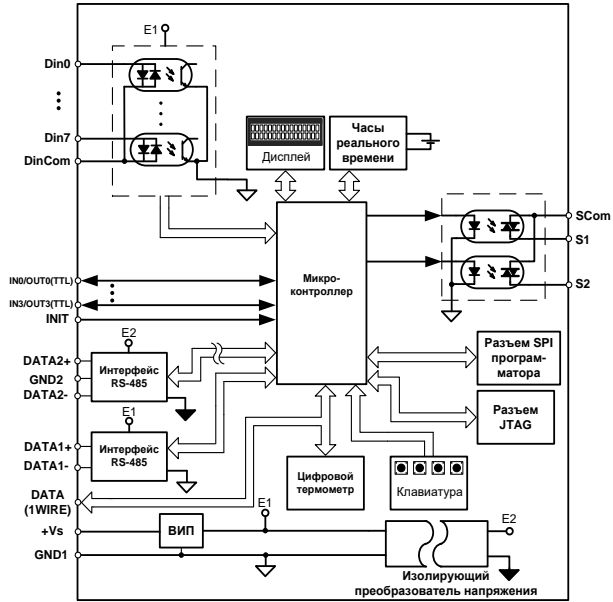 E1
Din0
Din7
DinCom
Дисплей
Часы
реального
времени
SCom
S1
S2
IN0/OUT0(TTL)
IN3/OUT3(TTL)
INIT
Микро-
контроллер
E2
DATA2+
GND2
DATA2-
Интерфейс
RS-485
E1
DATA1+
DATA1-
Интерфейс
RS-485
Разъем SPI
програм-
матора
Разъем
JTAG
DATA
(1WIRE)
Цифровой
термометр
Клавиатура
+Vs
ВИП
E1
E2
GND1
Изолирующий
преобразователь напряжения